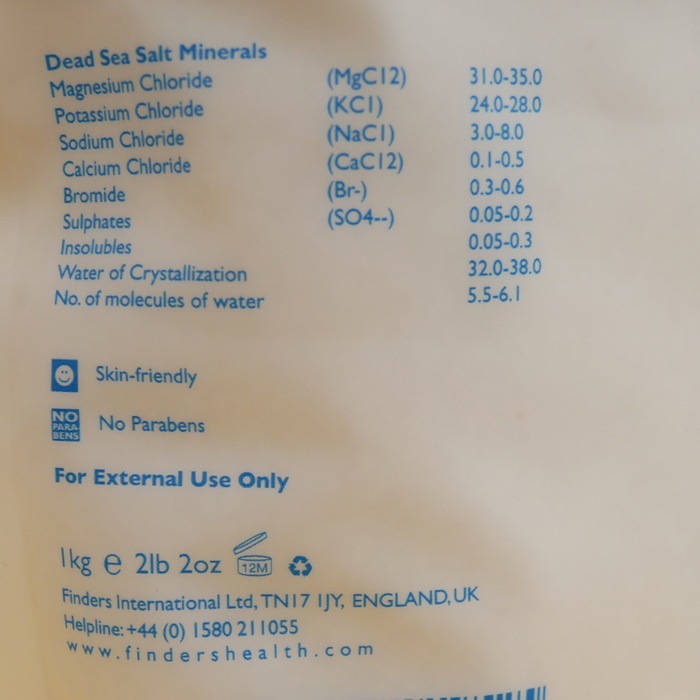 Dead Sea Salt Minerals
Magnesium Chloride (MgC12) 31.0-35.0
Potassium Chloride (KC1) 24.0-28.0
Sodium Chloride (NaC1) 3.0-8.0
Calcium Chloride (CaC12) 0.1-0.5
Bromide (Br-) 0.3-0.6
Sulphates (SO4--) 0.05-0.2
Insolubles 0.05-0.3
Water of Crystallization 32.0-38.0
No. of molecules of water 5.5-6.1
Skin-friendly
NO
PARA-
BENS
No Parabens
For External Use Only
1kg e 2lb 2oz 12M
Finders International Ltd, TN17 1JY, ENGLAND, UK
Helpline: +44 (0) 1580 211055
www.findershealth.com